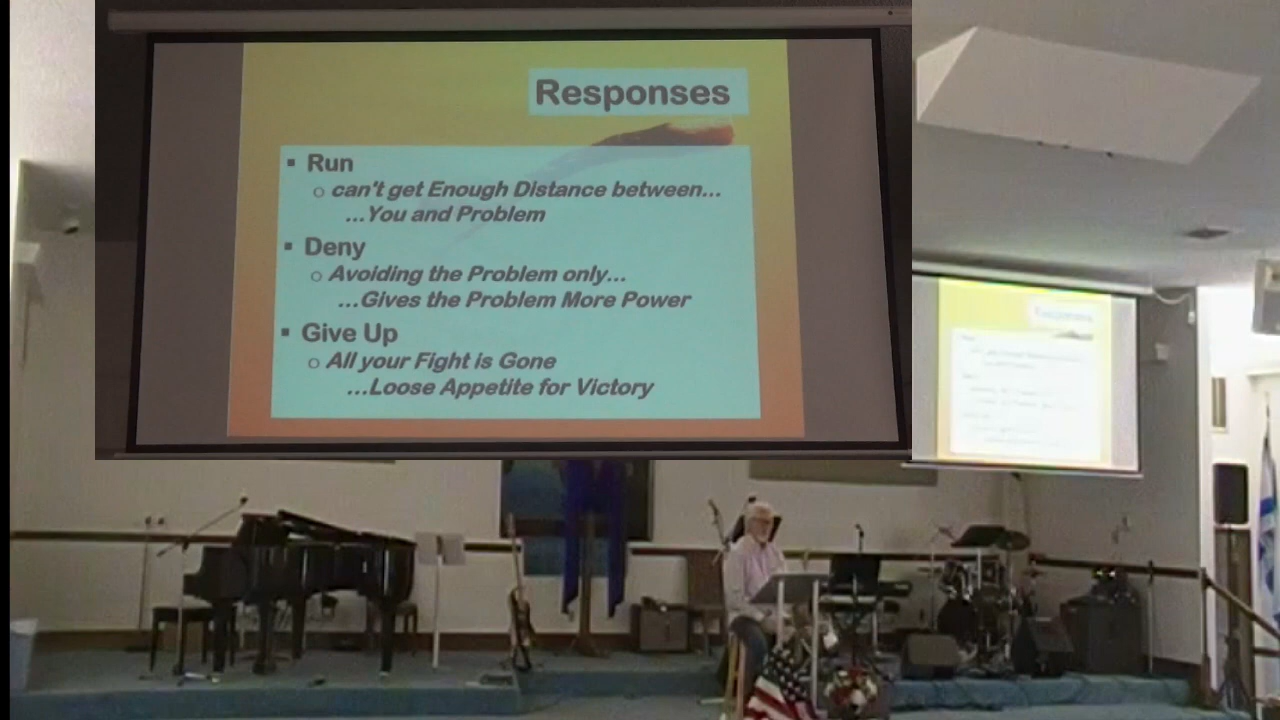 Responses
▪ Run
o can't get Enough Distance between...
...You and Problem
▪ Deny
o Avoiding the Problem only...
...Gives the Problem More Power
▪ Give Up
o All your Fight is Gone
...Loose Appetite for Victory